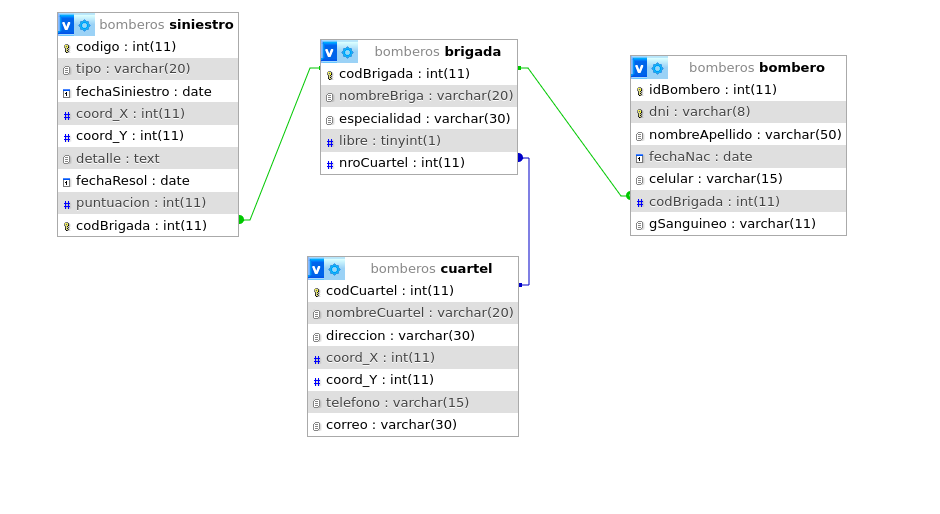 v bomberos siniestro
codigo : int(11)
tipo : varchar(20)
fechaSiniestro : date
# coord_X : int(11)
# coord_Y : int(11)
detalle : text
fechaResol : date
# puntuacion : int(11)
codBrigada : int(11)
v bomberos brigada
codBrigada : int(11)
nombreBriga : varchar(20)
especialidad : varchar(30)
# libre : tinyint(1)
# nroCuartel : int(11)
v bomberos cuartel
codCuartel : int(11)
nombreCuartel : varchar(20)
direccion : varchar(30)
# coord_X : int(11)
# coord_Y : int(11)
telefono : varchar(15)
correo : varchar(30)
v bomberos bombero
idBombero : int(11)
dni : varchar(8)
nombreApellido : varchar(50)
fechaNac : date
celular : varchar(15)
# codBrigada : int(11)
gSanguineo : varchar(11)